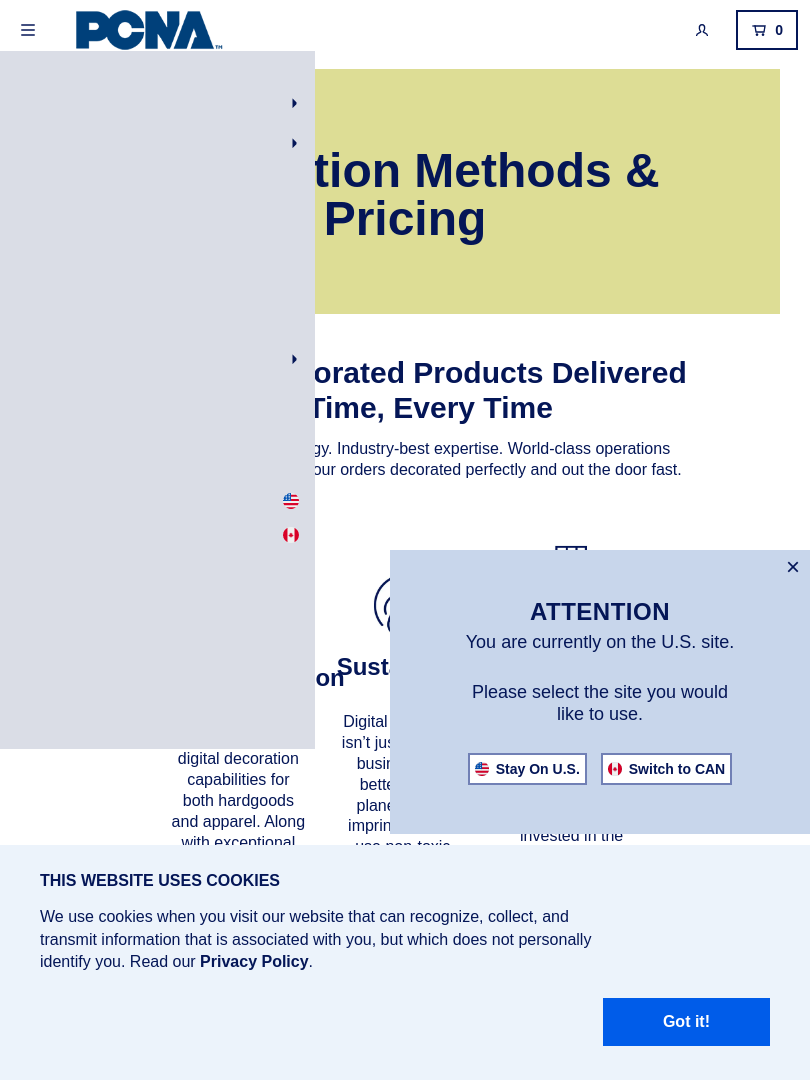 PCNA TM
0
tion Methods &
Pricing
orated Products Delivered
Time, Every Time
gy. Industry-best expertise. World-class operations
our orders decorated perfectly and out the door fast.
on
digital decoration
capabilities for
both hardgoods
and apparel. Along
with exceptional
Susta
Digital
isn't jus
busin
bette
plane
imprin
use non-toxic
invested in the
ATTENTION
You are currently on the U.S. site.
Please select the site you would
like to use.
Stay On U.S.
Switch to CAN
THIS WEBSITE USES COOKIES
We use cookies when you visit our website that can recognize, collect, and
transmit information that is associated with you, but which does not personally
identify you. Read our Privacy Policy.
Got it!